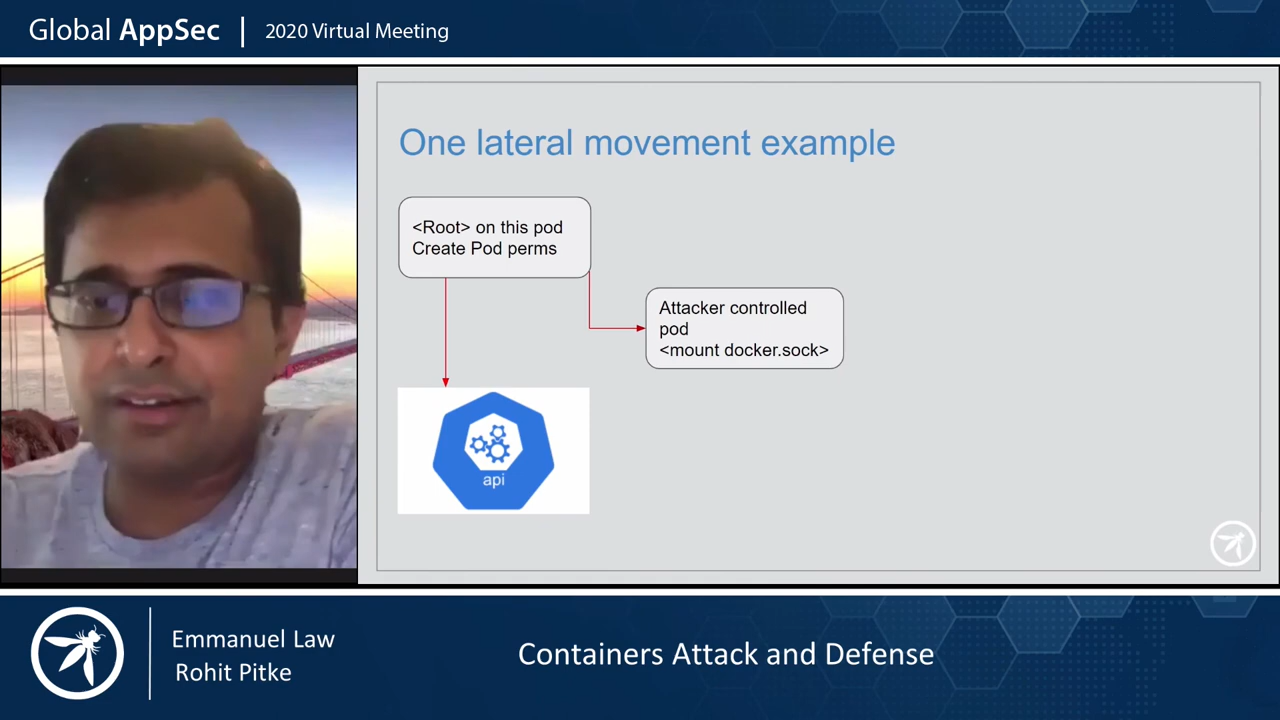 Global AppSec | 2020 Virtual Meeting
One lateral movement example
<Root> on this pod
Create Pod perms
Attacker controlled
pod
<mount docker.sock>
api
Emmanuel Law
Rohit Pitke
Containers Attack and Defense